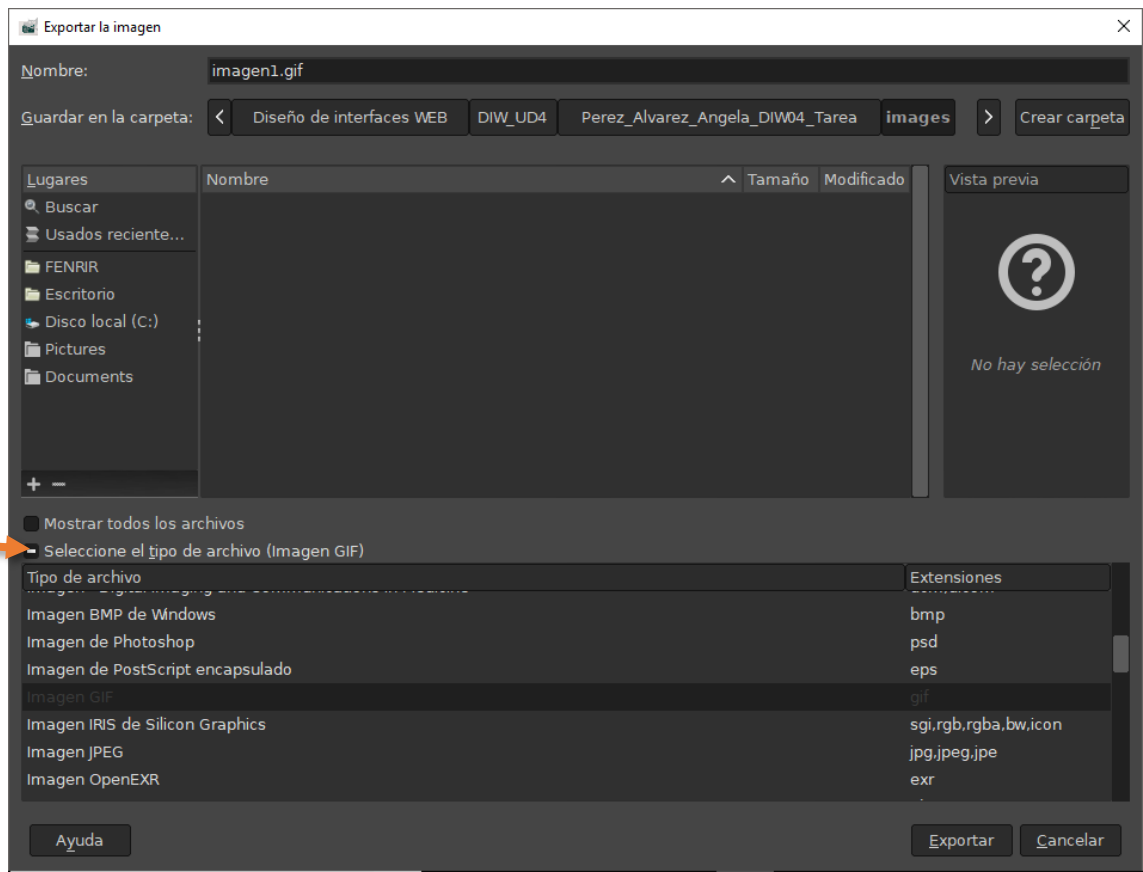 Exportar la imagen
Nombre: imagen1.gif
Guardar en la carpeta: Diseño de interfaces WEB DIW_UD4 Perez_Alvarez_Angela_DIW04_Tarea images Crear carpeta
Lugares Nombre Tamaño Modificado Vista previa
Buscar
Usados reciente...
FENRIR
Escritorio
Disco local (C:)
Pictures
No hay selección
Documents
Mostrar todos los archivos
Seleccione el tipo de archivo (Imagen GIF)
Tipo de archivo Extensiones
Imagen BMP de Windows bmp
Imagen de Photoshop psd
Imagen de PostScript encapsulado eps
Imagen GIF gif
Imagen IRIS de Silicon Graphics sgi,rgb,rgba,bw,icon
Imagen JPEG jpg,jpeg,jpe
Imagen OpenEXR exr
Ayuda Exportar Cancelar